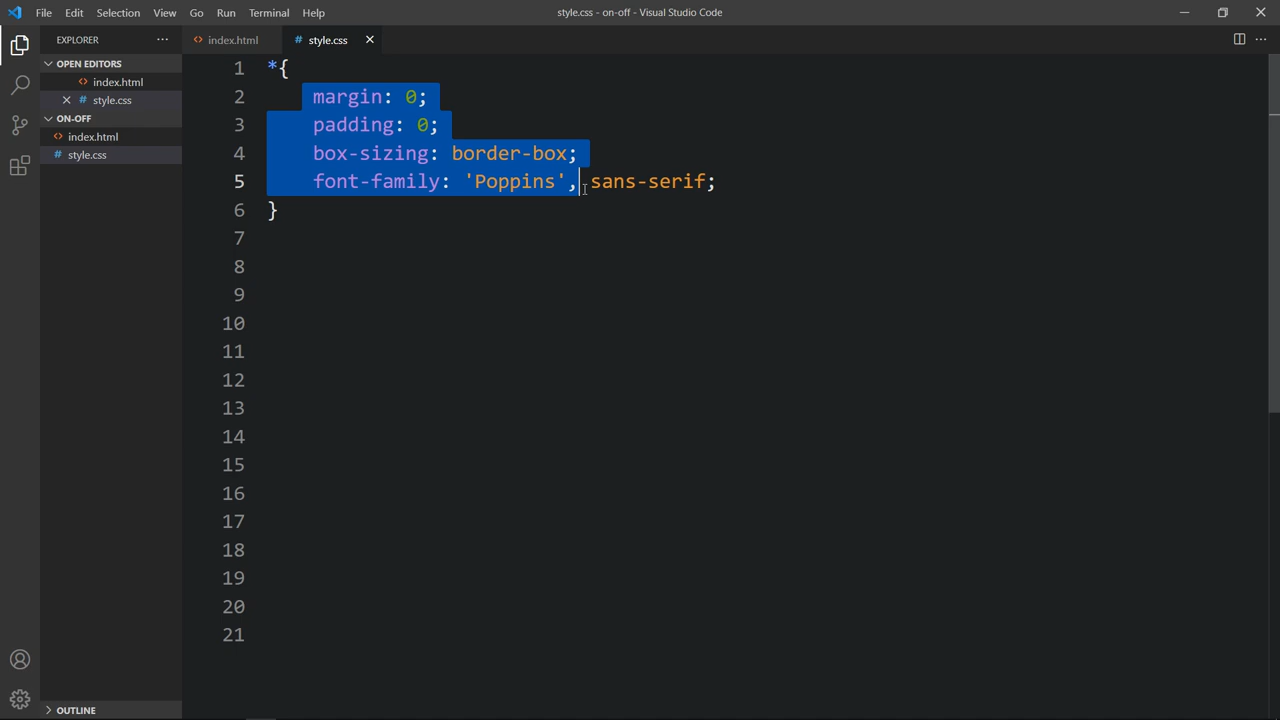 File Edit Selection View Go Run Terminal Help style.css - on-off - Visual Studio Code
EXPLORER ··· <> index.html # style.css ×
OPEN EDITORS
<> index.html
× # style.css
ON-OFF
<> index.html
# style.css
OUTLINE
1 *{
2 margin: 0;
3 padding: 0;
4 box-sizing: border-box;
5 font-family: 'Poppins', sans-serif;
6 }
7
8
9
10
11
12
13
14
15
16
17
18
19
20
21